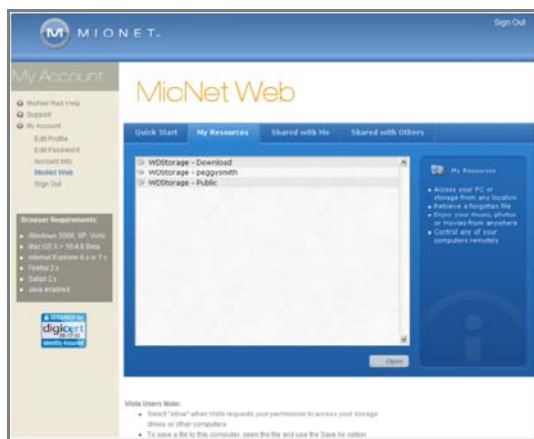 Sign Out
MIONET™
My Account
MioNet Web Help
Support
My Account
Edit Profile
Edit Password
Account Info
MioNet Web
Sign Out
MioNet Web
Quick Start
My Resources
Shared with Me
Shared with Others
WDStorage - Download
WDStorage - peggysmith
WDStorage - Public
My Resources
Access your PC or
storage from any location
Retrieve a forgotten file
Enjoy your music, photos
or movies from anywhere
Control any of your
computers remotely
Open
Browser Requirements:
Windows 2000, XP, Vista
Mac OS X > 10.4.8 Beta
Internet Explorer 6.x or 7.x
Firefox 2.x
Safari 2.x
Java enabled
SECURED by
digicert
Identity Assured
Vista Users Note:
Select "Allow" when Vista requests your permission to access your storage
drives or other computers
To save a file to this computer, open the file and use the Save As option